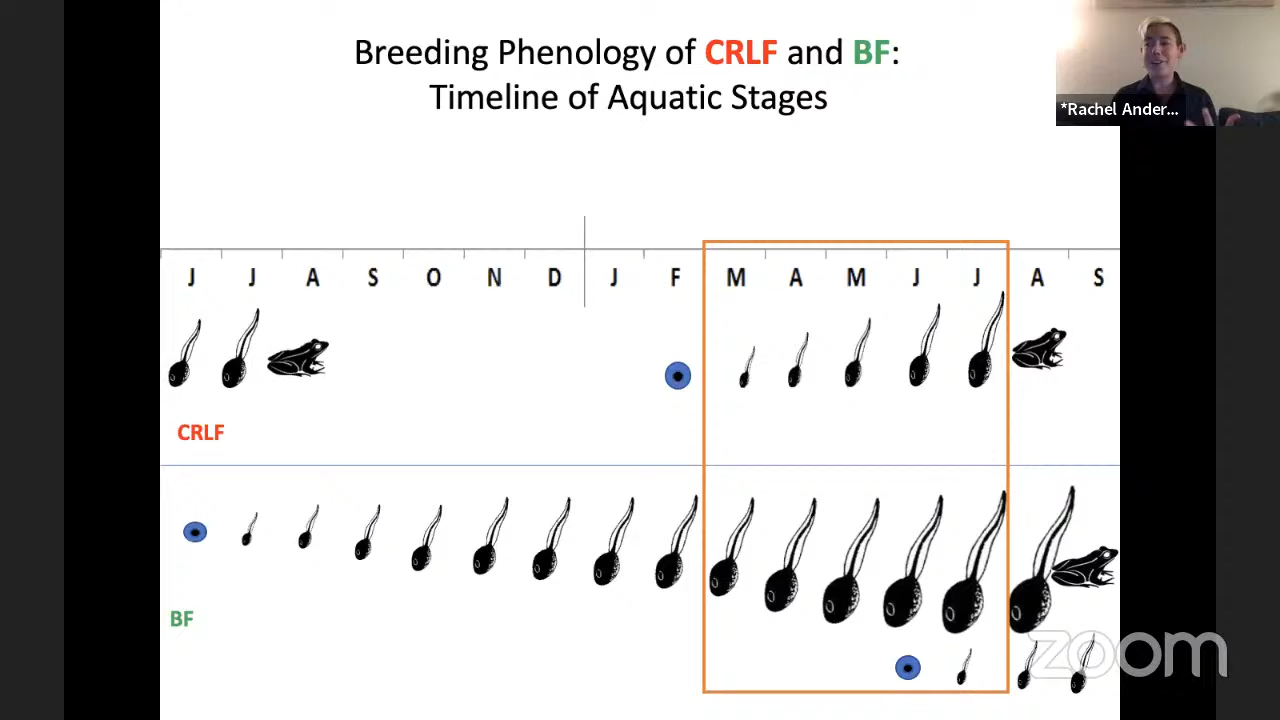 Breeding Phenology of CRLF and BF:
Timeline of Aquatic Stages
*Rachel Ander...
J J A S O N D J F M A M J J A S
CRLF
BF
zoom